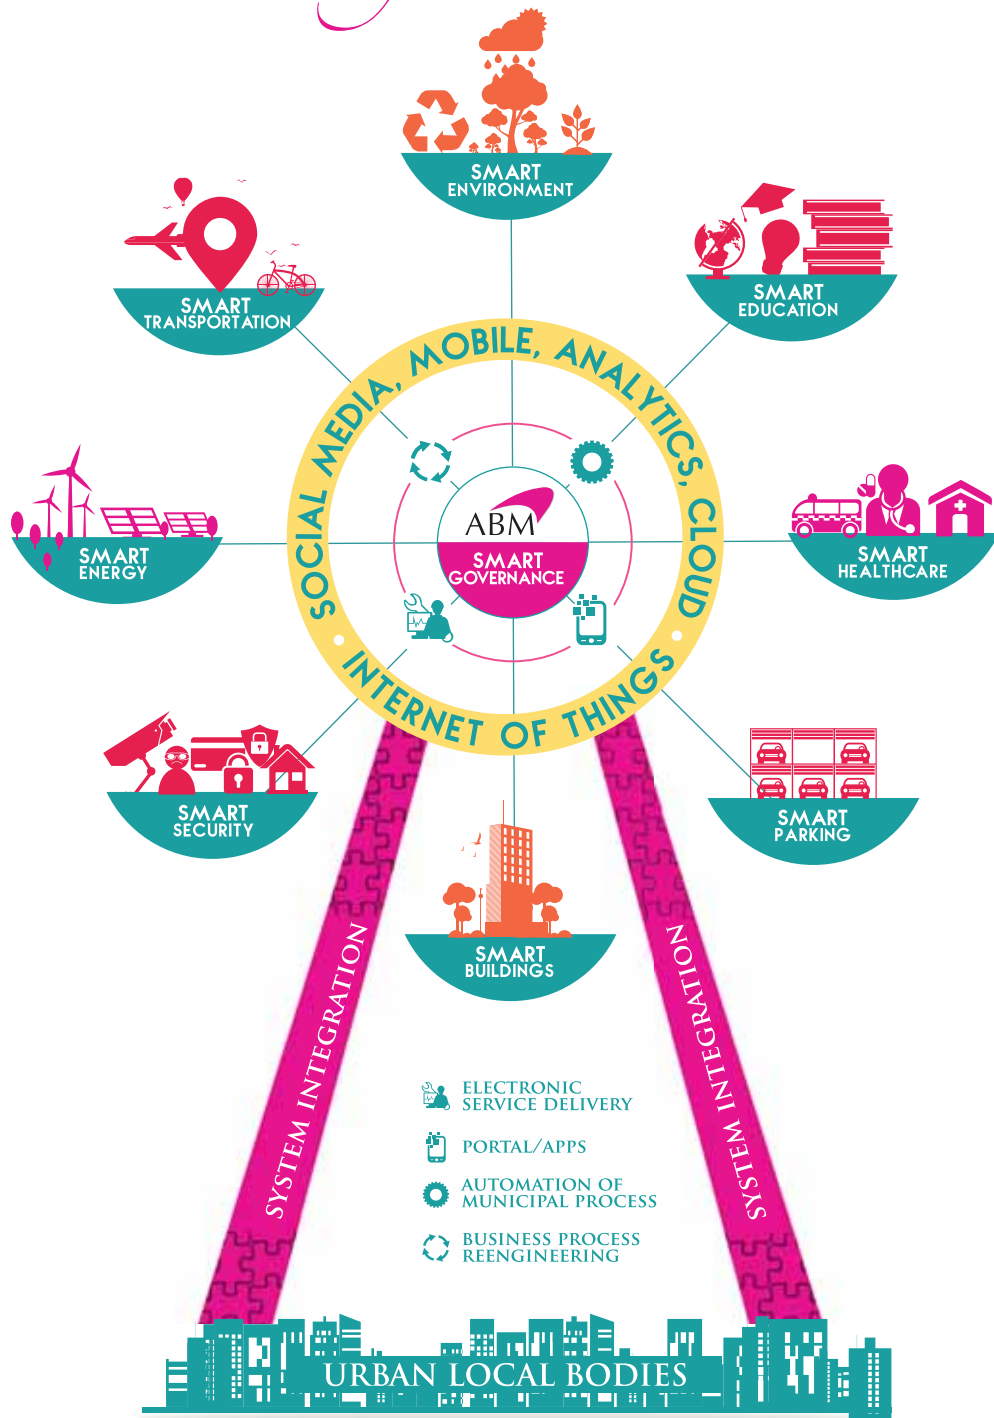 SMART
ENVIRONMENT
SMART
TRANSPORTATION
SMART
EDUCATION
SOCIAL MEDIA, MOBILE, ANALYTICS, CLOUD
ABM
SMART
GOVERNANCE
SMART
ENERGY
SMART
HEALTHCARE
INTERNET OF THINGS
SMART
SECURITY
SMART
PARKING
SMART
BUILDINGS
SYSTEM INTEGRATION
SYSTEM INTEGRATION
ELECTRONIC
SERVICE DELIVERY
PORTAL/APPS
AUTOMATION OF
MUNICIPAL PROCESS
BUSINESS PROCESS
REENGINEERING
URBAN LOCAL BODIES